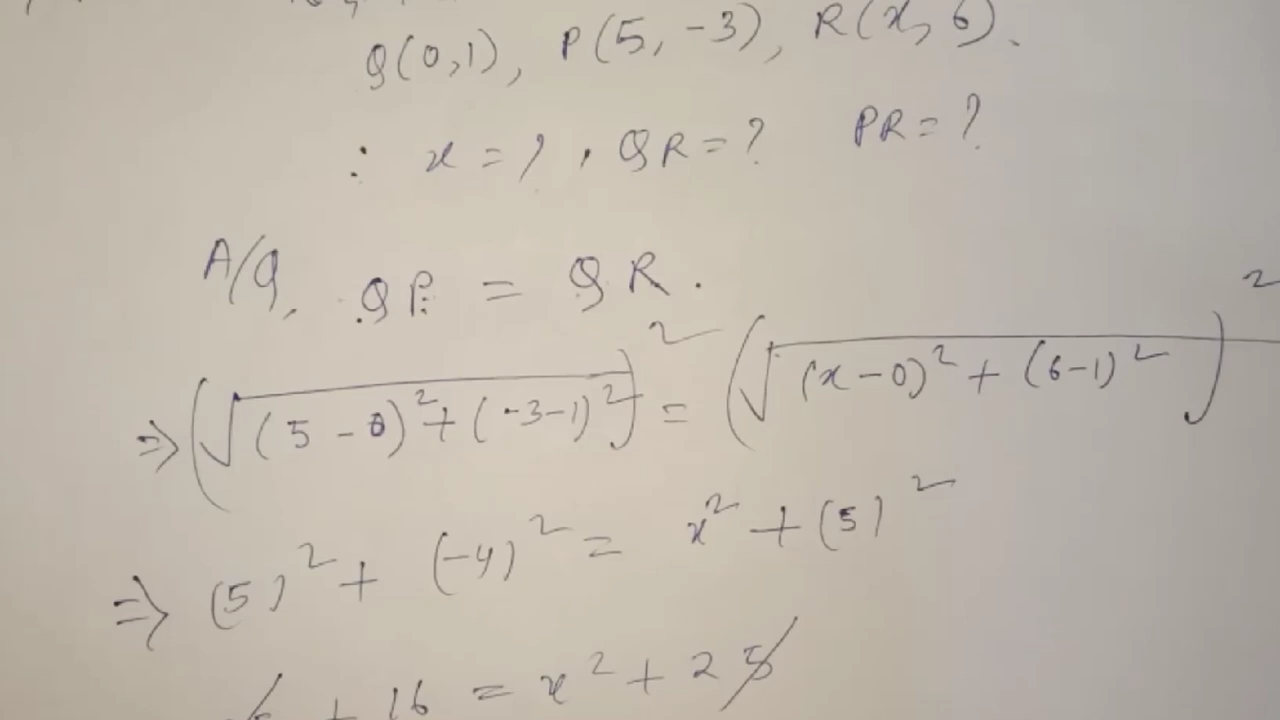 Q(0,1), P(5, -3), R(x, 6).
: x = ?, QR = ? PR = ?
A/Q, QP = QR.
⇒ (√((5 - 0)² + (-3-1)²))² = (√((x-0)² + (6-1)²))²
⇒ (5)² + (-4)² = x² + (5)²
+ 16 = x² + 25